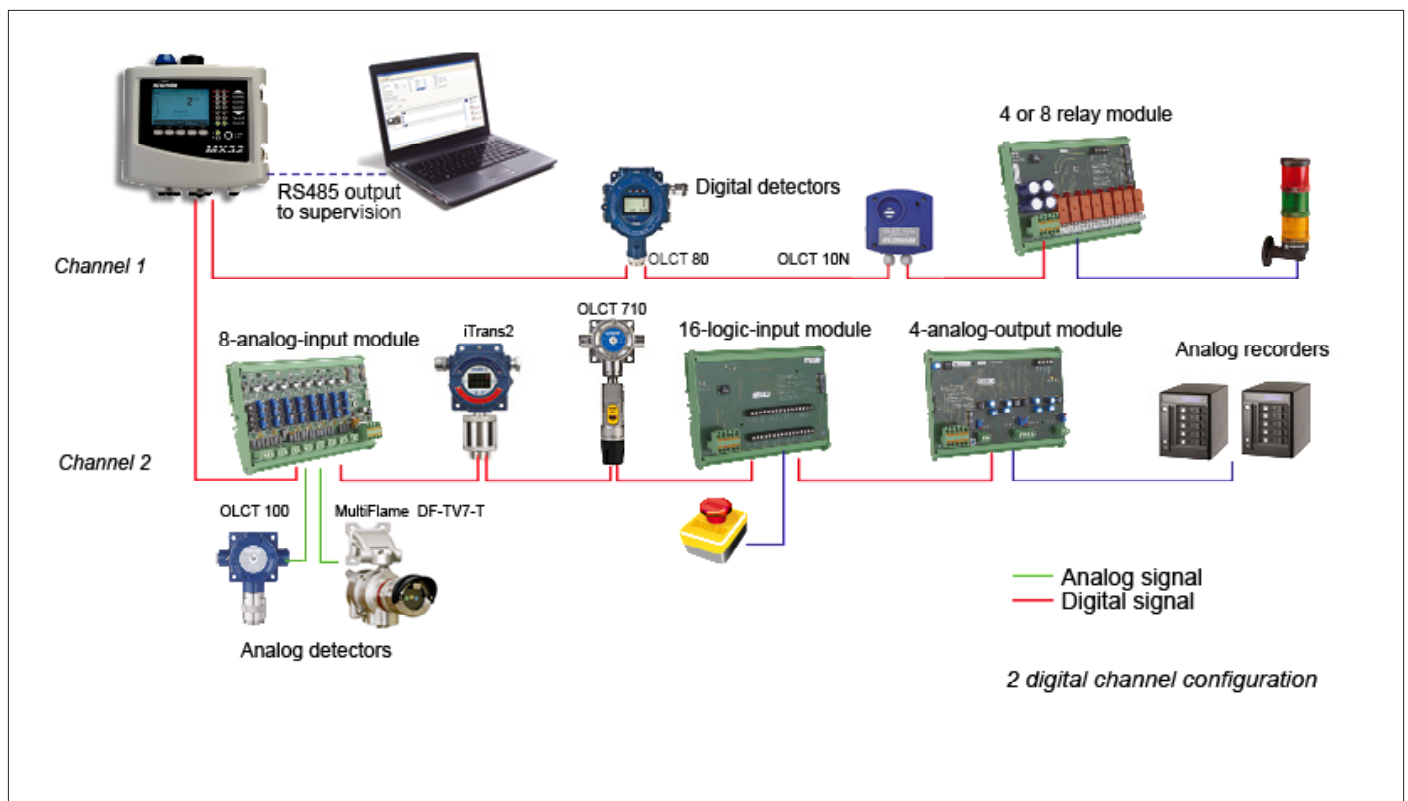 MX32
RS485 output
to supervision
Digital detectors
4 or 8 relay module
Channel 1
OLCT 80
OLCT 10N
OLCT 710
8-analog-input module
iTrans2
16-logic-input module
4-analog-output module
Analog recorders
Channel 2
OLCT 100
MultiFlame DF-TV7-T
Analog detectors
Analog signal
Digital signal
2 digital channel configuration